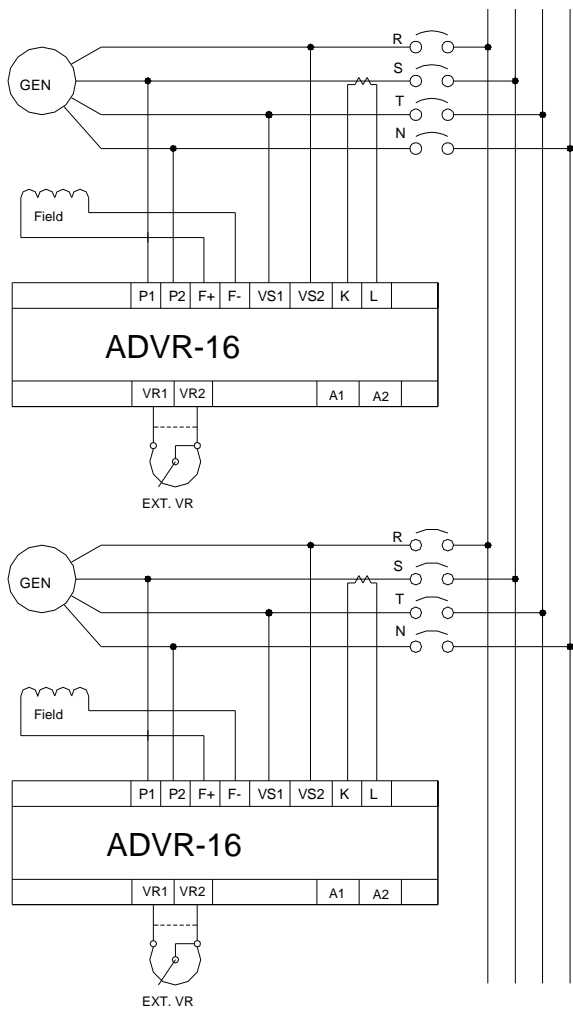 R
S
GEN
T
N
Field
P1 P2 F+ F- VS1 VS2 K L
ADVR-16
VR1 VR2 A1 A2
EXT. VR
R
S
GEN
T
N
Field
P1 P2 F+ F- VS1 VS2 K L
ADVR-16
VR1 VR2 A1 A2
EXT. VR